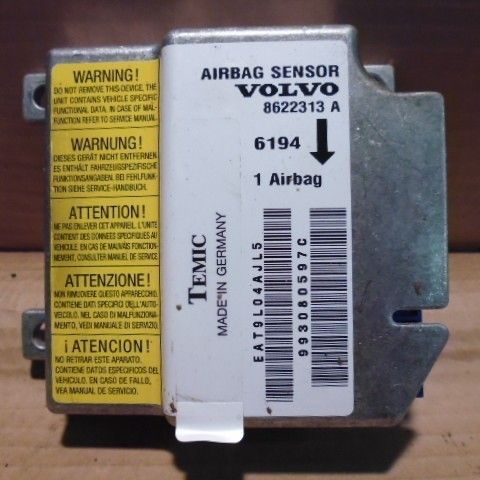 WARNING!
DO NOT REMOVE THIS DEVICE, THE
UNIT CONTAINS VEHICLE SPECIFIC
FUNCTIONAL DATA. IN CASE OF MAL-
FUNCTION REFER TO SERVICE MANUAL.
WARNUNG!
DIESES GERÄT NICHT ENTFERNEN
ES ENTHÄLT FAHRZEUGSPEZIFISCHE
FUNKTIONSANGABEN. BEI FEHLFUNK-
TION SIEHE SERVICE-HANDBUCH.
ATTENTION!
NE PAS ENLEVER CET APPAREIL. L'UNITE
CONTIENT DES DONNÉES SPECIFIQUES AU
VEHICULE. EN CAS DE MAUVAIS FONCTIONE-
MENT, CONSULTER MANUEL DE SERVICE
ATTENZIONE!
NON RIMUOVERE QUESTO APPARECCHIO.
CONTIENE DATI SPECIFICI DELL'AUTO-
VEICOLO. NEL CASO DI MALFUNZIONA-
MENTO, VEDI MANUALE DI SERVIZIO.
¡ATENCION!
NO RETIRAR ESTE APARATO.
CONTIENE DATOS ESPECIFICOS DEL
VEHICULO. EN CASO DE FALLO,
VEA MANUAL DE SERVICIO.
AIRBAG SENSOR
VOLVO
8622313 A
6194
1 Airbag
TEMIC
MADE IN GERMANY
EAT9L04AJL5
993080597C